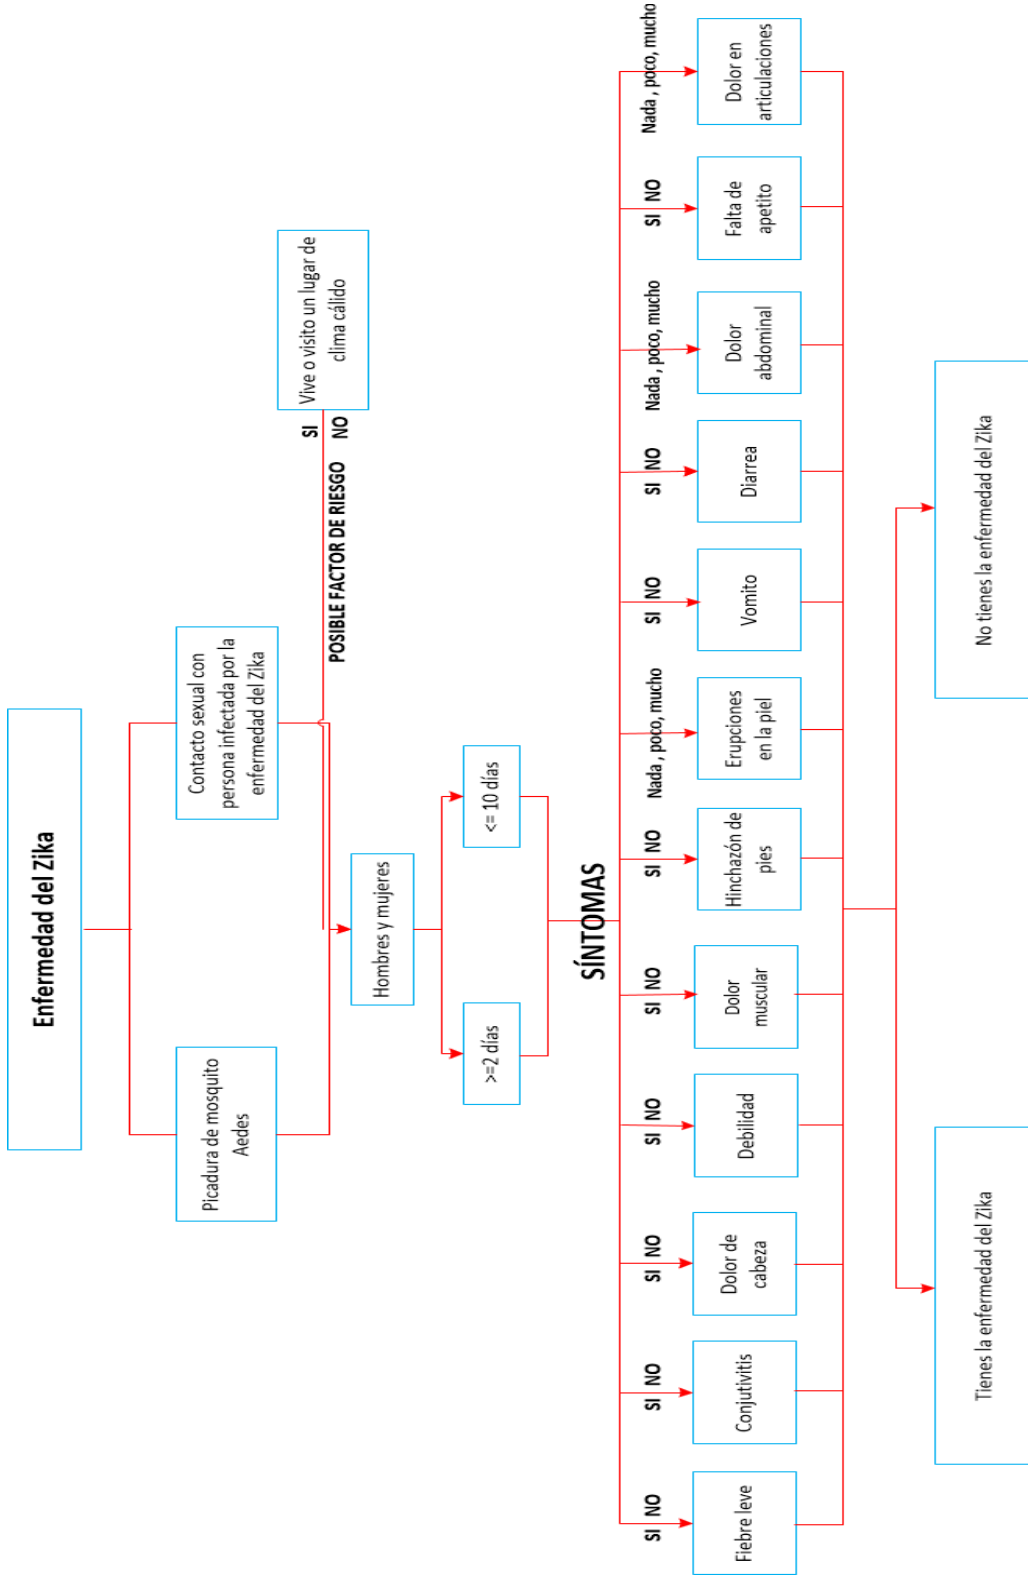 Enfermedad del Zika
Picadura de mosquito
Aedes
Contacto sexual con
persona infectada por la
enfermedad del Zika
Vive o visito un lugar de
clima cálido
SI
NO
POSIBLE FACTOR DE RIESGO
Hombres y mujeres
>=2 días
<= 10 días
SÍNTOMAS
SI NO
SI NO
SI NO
SI NO
SI NO
SI NO
Nada , poco, mucho
SI NO
SI NO
Nada , poco, mucho
SI NO
Nada , poco, mucho
Fiebre leve
Conjutivitis
Dolor de
cabeza
Debilidad
Dolor
muscular
Hinchazón de
pies
Erupciones
en la piel
Vomito
Diarrea
Dolor
abdominal
Falta de
apetito
Dolor en
articulaciones
Tienes la enfermedad del Zika
No tienes la enfermedad del Zika